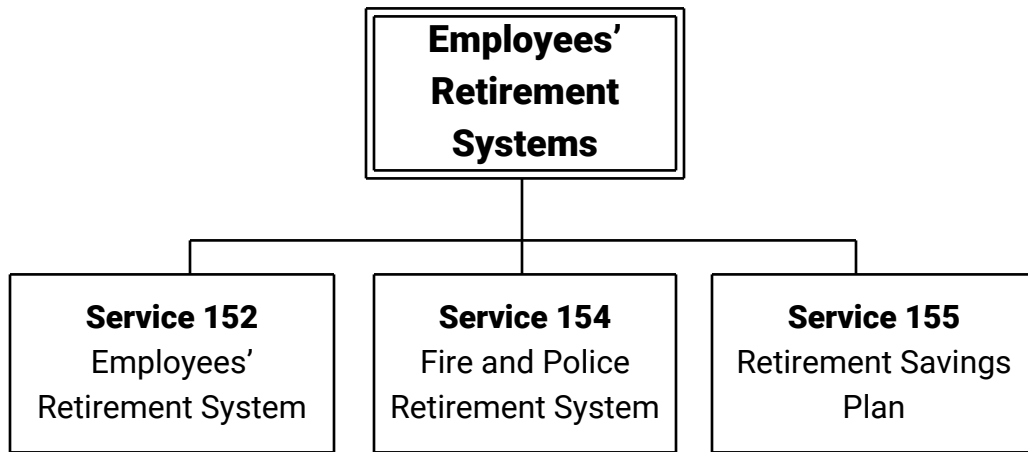 Employees’
Retirement
Systems
Service 152
Employees’
Retirement System
Service 154
Fire and Police
Retirement System
Service 155
Retirement Savings
Plan